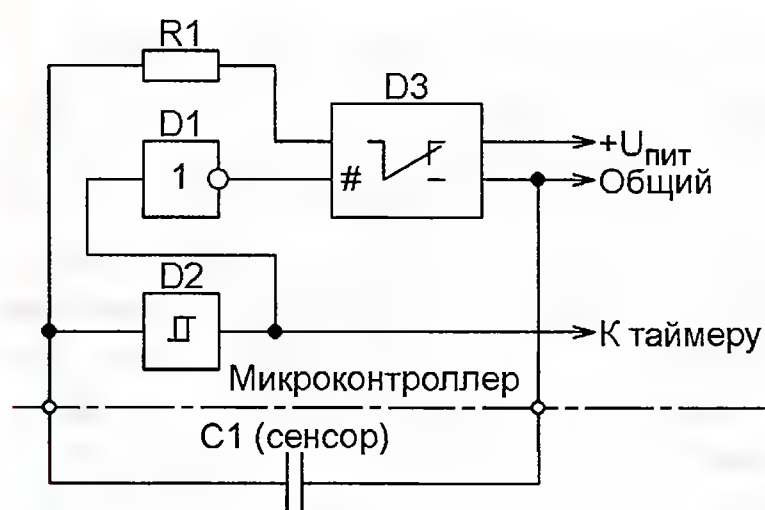 R1
D3
D1
1
#
+Uпит
Общий
D2
К таймеру
Микроконтроллер
C1 (сенсор)